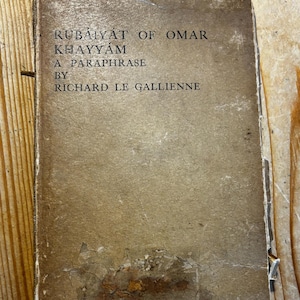 RUBÁIYÁT OF OMAR
KHAYYÁM
A PARAPHRASE
BY
RICHARD LE GALLIENNE